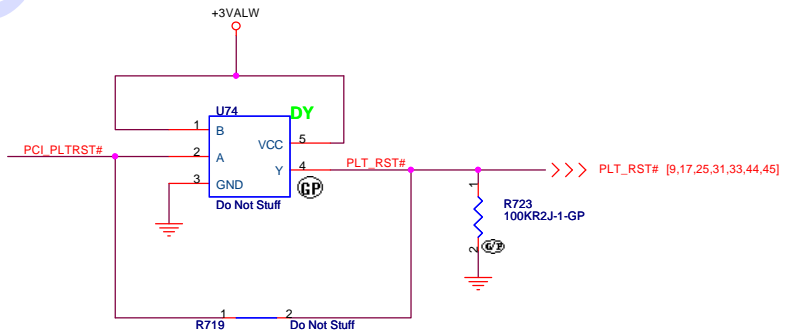 +3VALW
U74
DY
1
B
PCI_PLTRST#
2
A
VCC
5
Y
4
PLT_RST#
3
GND
GP
Do Not Stuff
PLT_RST# [9,17,25,31,33,44,45]
1
R723
100KR2J-1-GP
2
GP
1
2
R719
Do Not Stuff